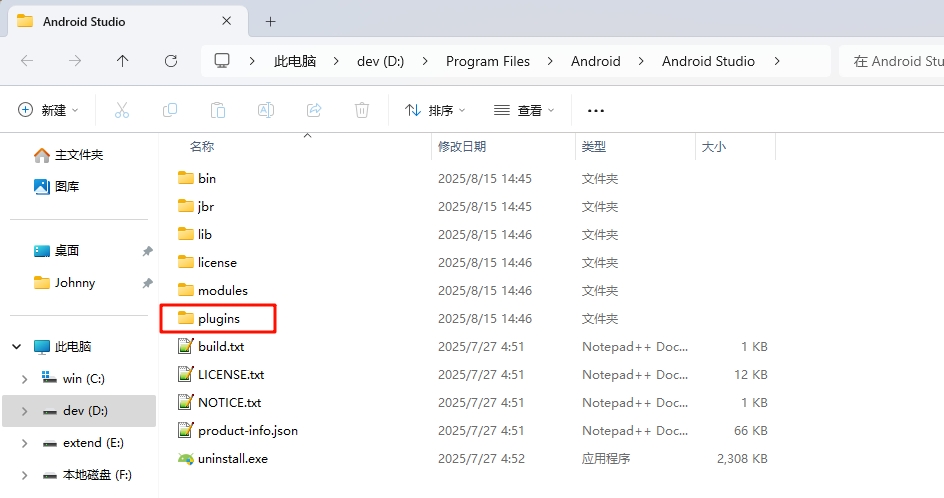 Android Studio
此电脑 dev (D:) Program Files Android Android Studio 在 Android Stu
新建 排序 查看
名称 修改日期 类型 大小
主文件夹
图库
桌面
Johnny
此电脑
win (C:)
dev (D:)
extend (E:)
本地磁盘 (F:)
bin 2025/8/15 14:45 文件夹
jbr 2025/8/15 14:45 文件夹
lib 2025/8/15 14:46 文件夹
license 2025/8/15 14:46 文件夹
modules 2025/8/15 14:46 文件夹
plugins 2025/8/15 14:46 文件夹
build.txt 2025/7/27 4:51 Notepad++ Doc... 1 KB
LICENSE.txt 2025/7/27 4:51 Notepad++ Doc... 12 KB
NOTICE.txt 2025/7/27 4:51 Notepad++ Doc... 1 KB
product-info.json 2025/7/27 4:51 Notepad++ Doc... 66 KB
uninstall.exe 2025/7/27 4:52 应用程序 2,308 KB